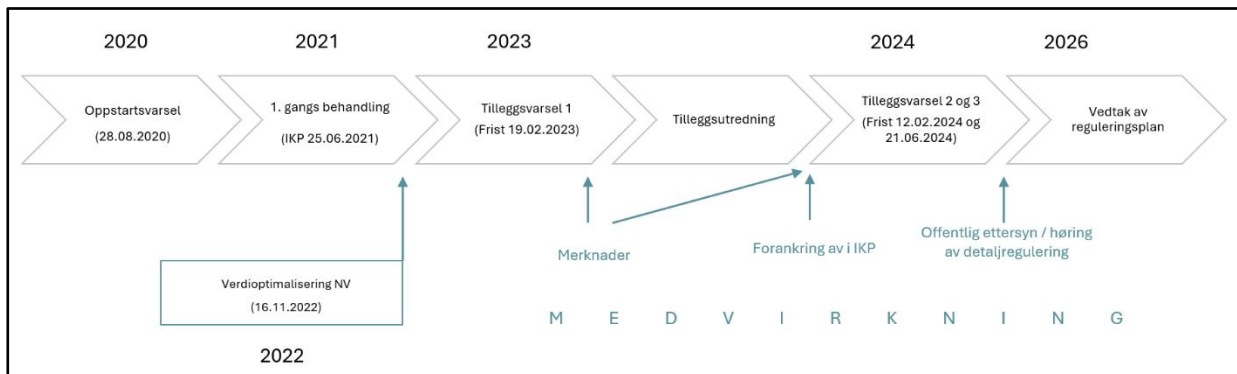 2020
2021
2023
2024
2026
Oppstartsvarsel
(28.08.2020)
1. gangs behandling
(IKP 25.06.2021)
Tilleggsvarsel 1
(Frist 19.02.2023)
Tilleggsutredning
Tilleggsvarsel 2 og 3
(Frist 12.02.2024 og
21.06.2024)
Vedtak av
reguleringsplan
Merknader
Forankring av i IKP
Offentlig ettersyn / høring
av detaljregulering
Verdioptimalisering NV
(16.11.2022)
M E D V I R K N I N G
2022